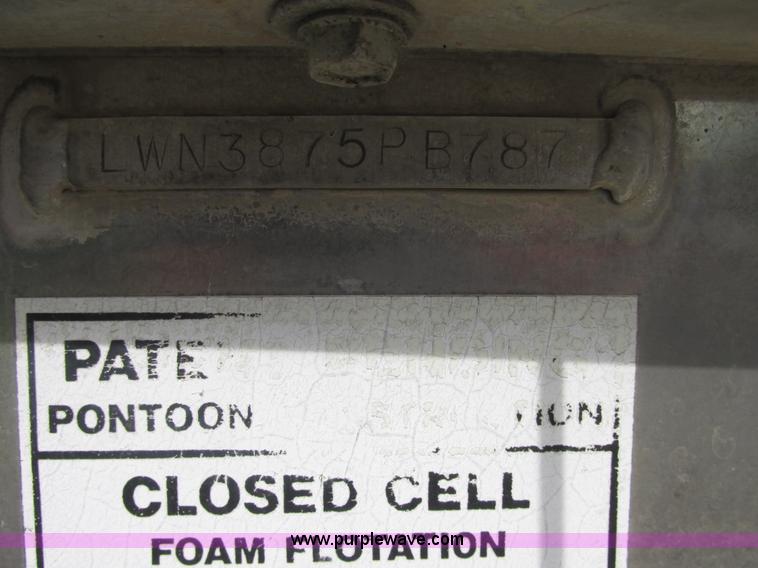 LWN3875PB787
PATE
PONTOON
CLOSED CELL
FOAM FLOTATION
www.purplewave.com